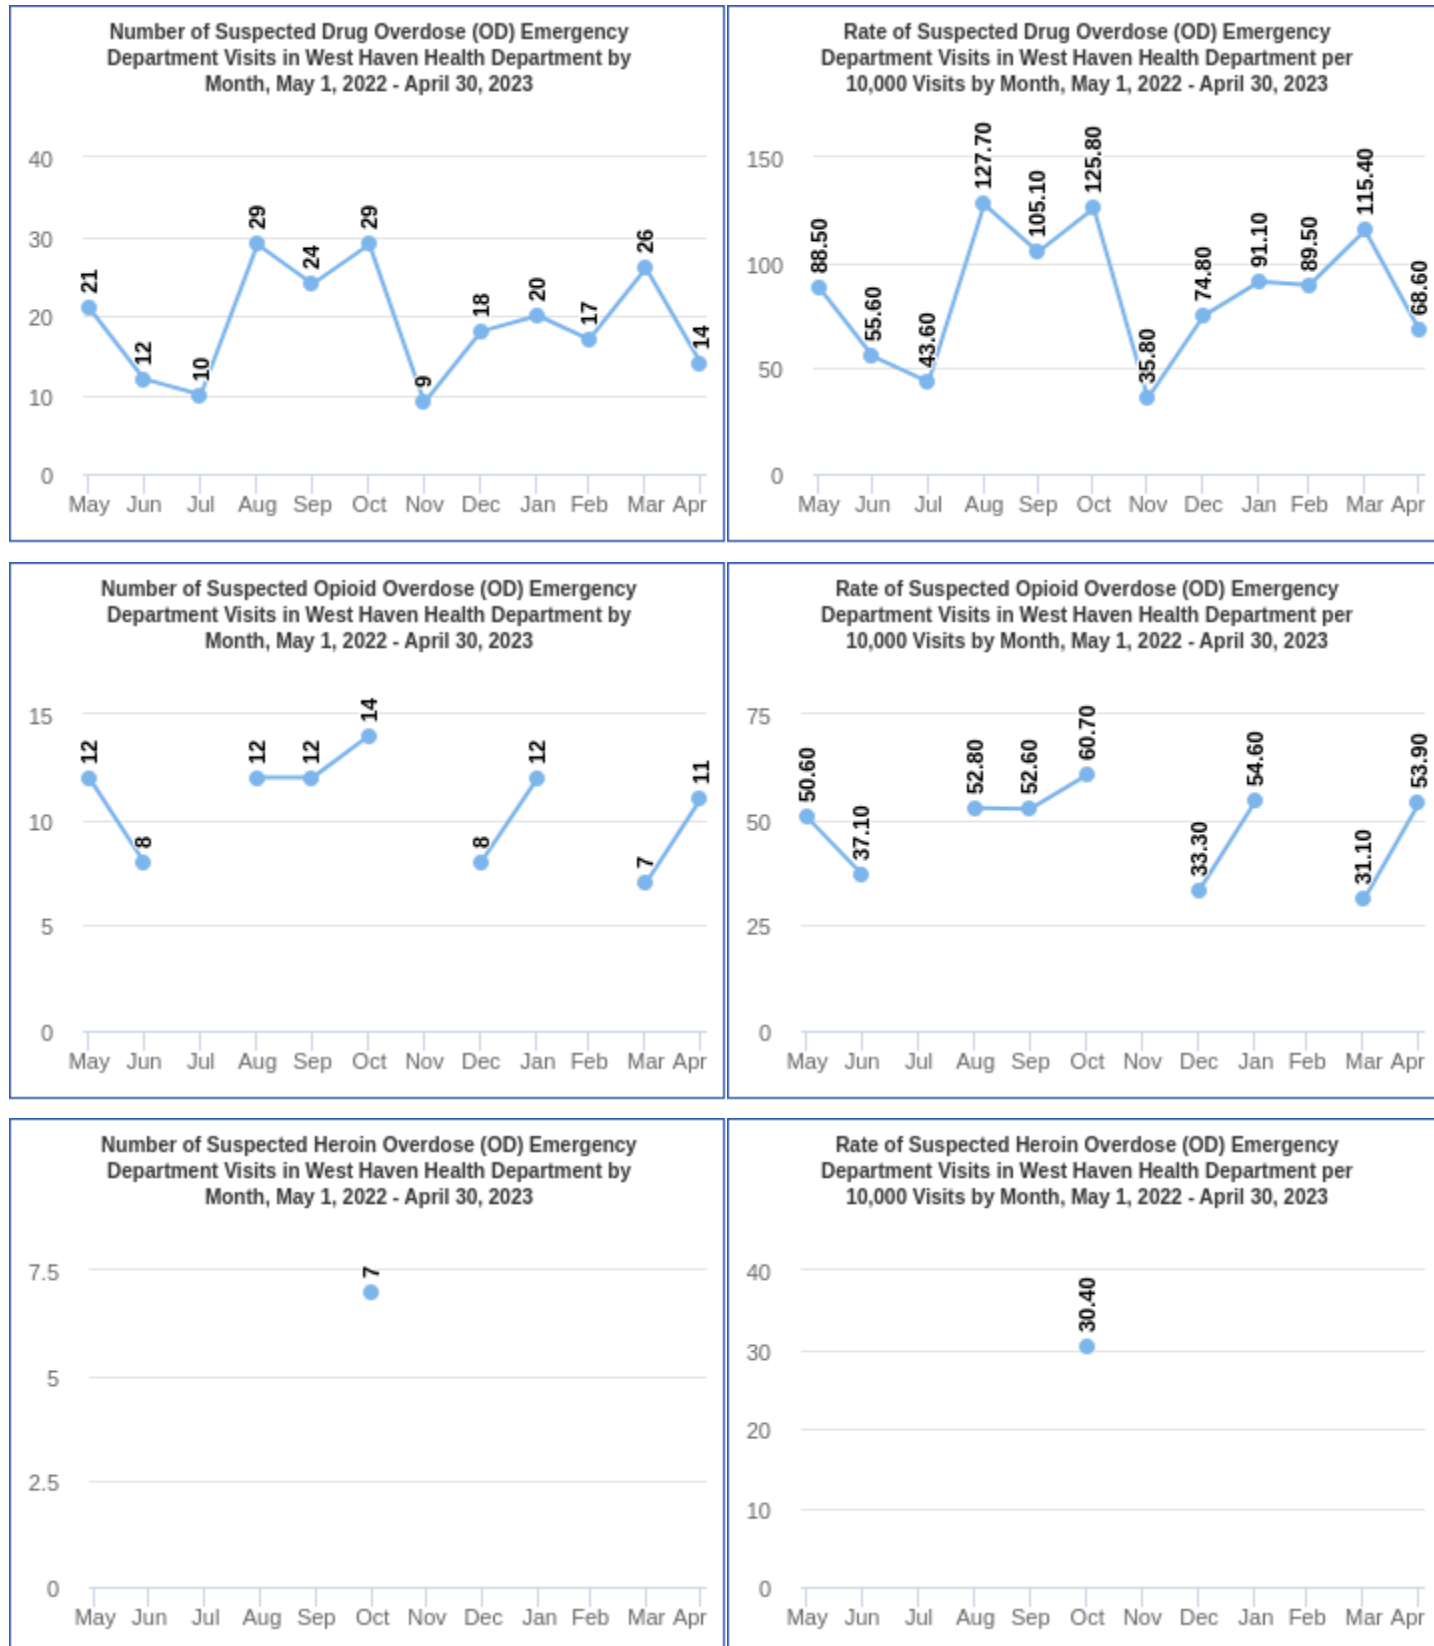 Number of Suspected Drug Overdose (OD) Emergency
Department Visits in West Haven Health Department by
Month, May 1, 2022 - April 30, 2023
40
30
20
10
0
21
12
10
29
24
29
9
18
20
17
26
14
May Jun Jul Aug Sep Oct Nov Dec Jan Feb Mar Apr
Rate of Suspected Drug Overdose (OD) Emergency
Department Visits in West Haven Health Department per
10,000 Visits by Month, May 1, 2022 - April 30, 2023
150
100
50
0
88.50
55.60
43.60
127.70
105.10
125.80
35.80
74.80
91.10
89.50
115.40
68.60
May Jun Jul Aug Sep Oct Nov Dec Jan Feb Mar Apr
Number of Suspected Opioid Overdose (OD) Emergency
Department Visits in West Haven Health Department by
Month, May 1, 2022 - April 30, 2023
15
10
5
0
12
8
12
12
14
8
12
7
11
May Jun Jul Aug Sep Oct Nov Dec Jan Feb Mar Apr
Rate of Suspected Opioid Overdose (OD) Emergency
Department Visits in West Haven Health Department per
10,000 Visits by Month, May 1, 2022 - April 30, 2023
75
50
25
0
50.60
37.10
52.80
52.60
60.70
33.30
54.60
31.10
53.90
May Jun Jul Aug Sep Oct Nov Dec Jan Feb Mar Apr
Number of Suspected Heroin Overdose (OD) Emergency
Department Visits in West Haven Health Department by
Month, May 1, 2022 - April 30, 2023
7.5
5
2.5
0
7
May Jun Jul Aug Sep Oct Nov Dec Jan Feb Mar Apr
Rate of Suspected Heroin Overdose (OD) Emergency
Department Visits in West Haven Health Department per
10,000 Visits by Month, May 1, 2022 - April 30, 2023
40
30
20
10
0
30.40
May Jun Jul Aug Sep Oct Nov Dec Jan Feb Mar Apr